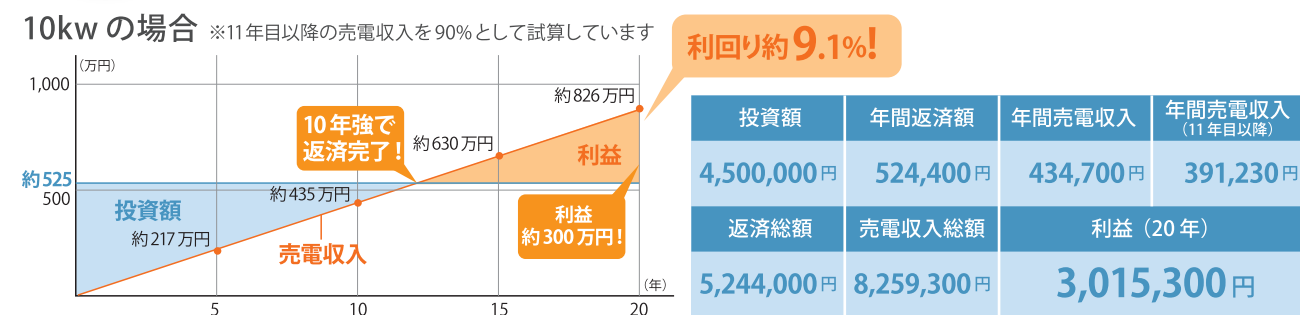 10kw の場合 ※11年目以降の売電収入を90%として試算しています
(万円)
1,000
約525
500
投資額
約217万円
売電収入
約435万円
10年強で
返済完了！
約630万円
約826万円
利益
利益
約300万円！
利回り約9.1%!
5
10
15
20
(年)
投資額 年間返済額 年間売電収入 年間売電収入
（11年目以降）
4,500,000円 524,400円 434,700円 391,230円
返済総額 売電収入総額 利益（20年）
5,244,000円 8,259,300円 3,015,300円